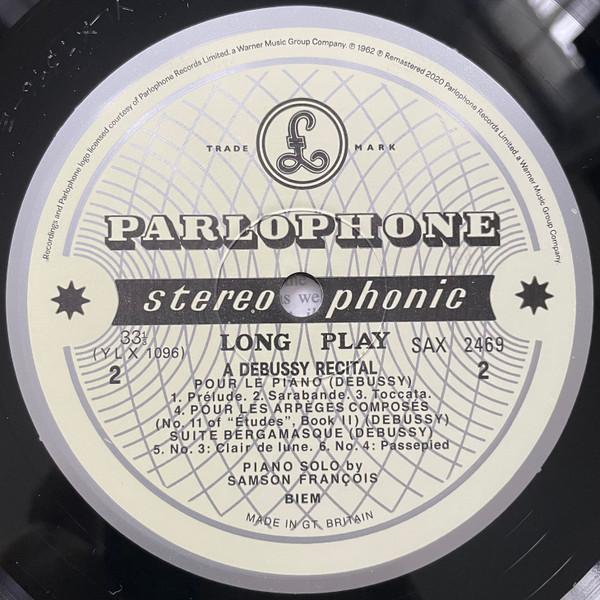 Recordings and Parlophone logo licensed courtesy of Parlophone Records Limited, a Warner Music Group Company. ℗ 1962 ℗ Remastered 2020 Parlophone Records Limited, a Warner Music Group Company
TRADE £ MARK
PARLOPHONE
stereo phonic
33⅓ LONG PLAY SAX 2469
(YLX 1096)
2 A DEBUSSY RECITAL 2
POUR LE PIANO (DEBUSSY)
1. Prélude. 2. Sarabande. 3. Toccata.
4. POUR LES ARPÈGES COMPOSÉS
(No. 11 of "Études", Book II) (DEBUSSY)
SUITE BERGAMASQUE (DEBUSSY)
5. No. 3: Clair de lune. 6. No. 4: Passepied
PIANO SOLO by
SAMSON FRANÇOIS
BIEM
MADE IN GT. BRITAIN